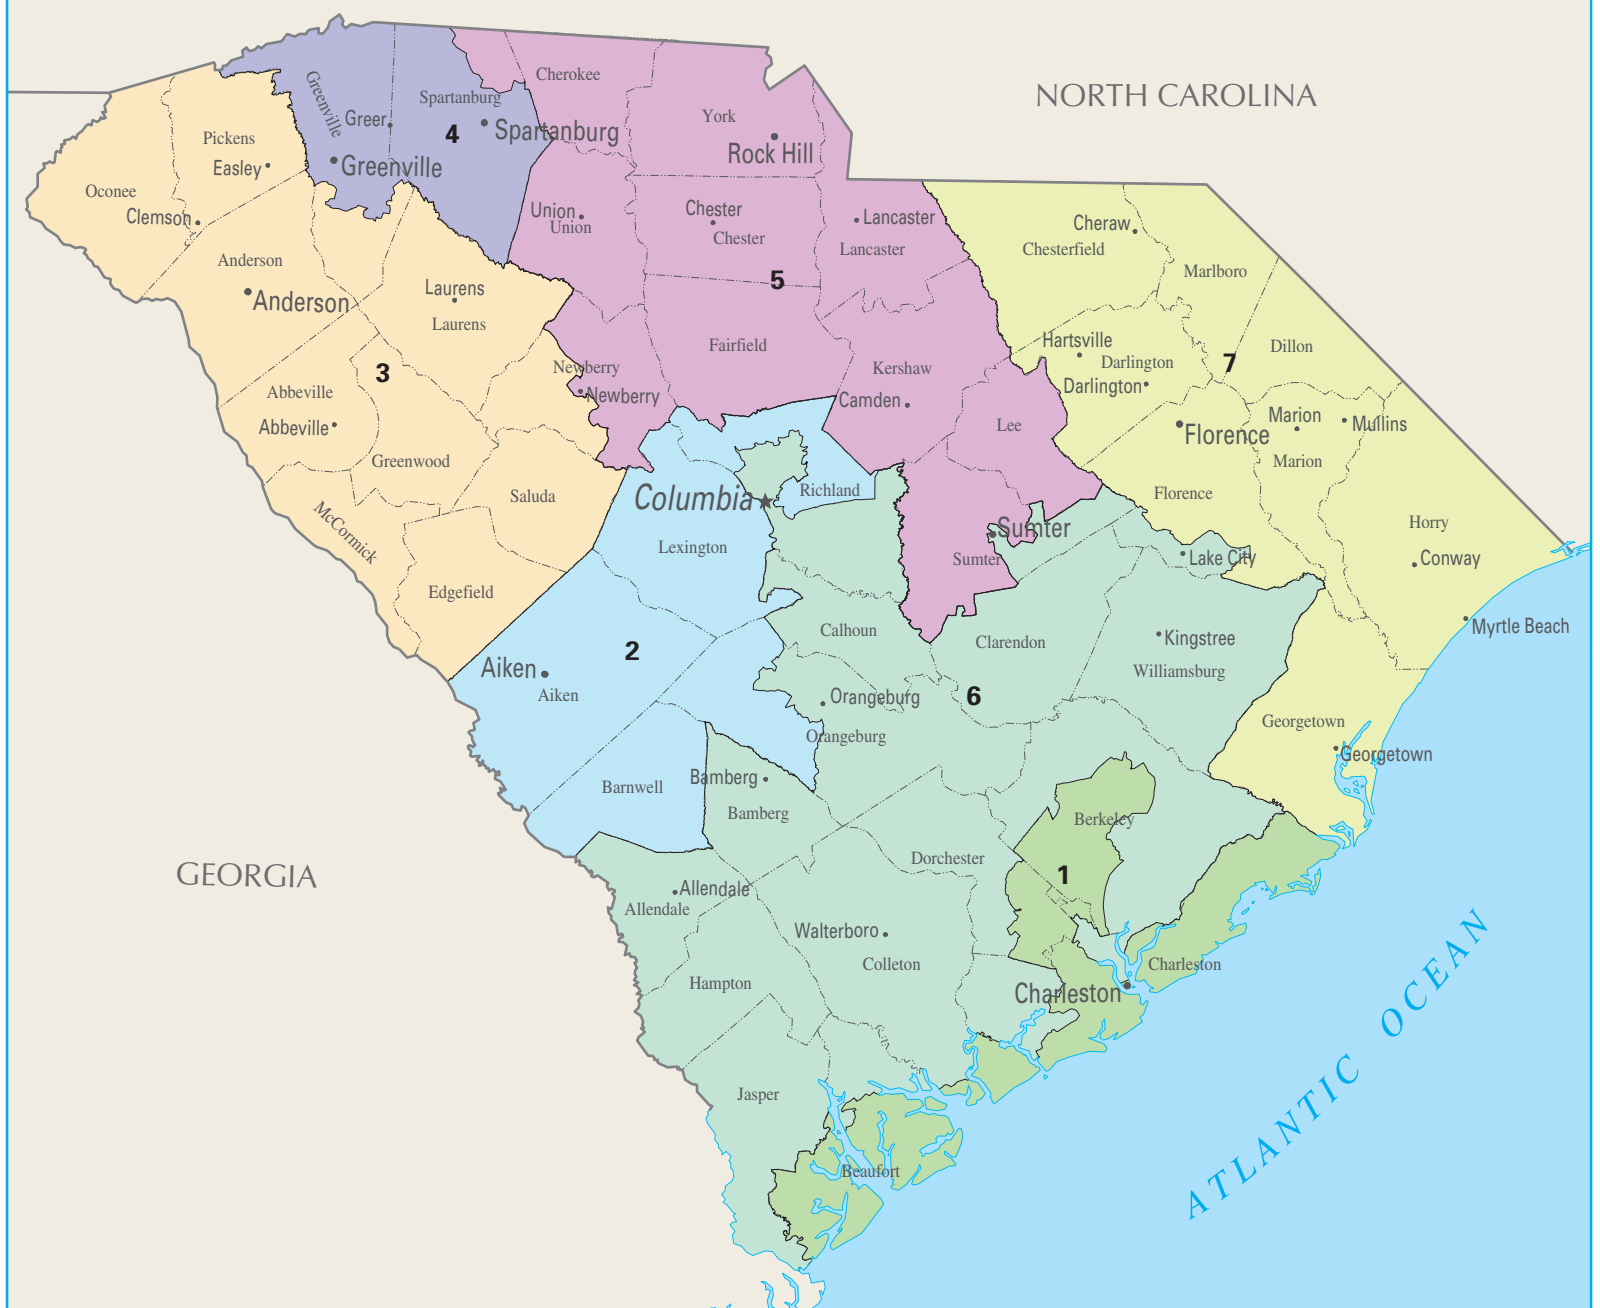 NORTH CAROLINA
Cherokee
Greenville
Spartanburg
York
Greer
4
Spartanburg
Pickens
Rock Hill
Easley
Greenville
Oconee
Clemson
Union
Union
Chester
Chester
Lancaster
Lancaster
Cheraw
Chesterfield
Anderson
Marlboro
5
Anderson
Laurens
Laurens
Fairfield
Hartsville
Dillon
3
Newberry
Kershaw
Darlington
7
Darlington
Abbeville
Newberry
Camden
Abbeville
Lee
Marion
Mullins
Florence
Greenwood
Marion
Saluda
Columbia
Richland
Florence
McCormick
Sumter
Horry
Lexington
Sumter
Lake City
Conway
Edgefield
Calhoun
Clarendon
Kingstree
Myrtle Beach
2
Aiken
Aiken
Williamsburg
Orangeburg
6
Orangeburg
Georgetown
Georgetown
Barnwell
Bamberg
Bamberg
Berkeley
GEORGIA
Dorchester
1
Allendale
Allendale
Walterboro
Colleton
Charleston
Hampton
Charleston
Jasper
Beaufort
ATLANTIC OCEAN